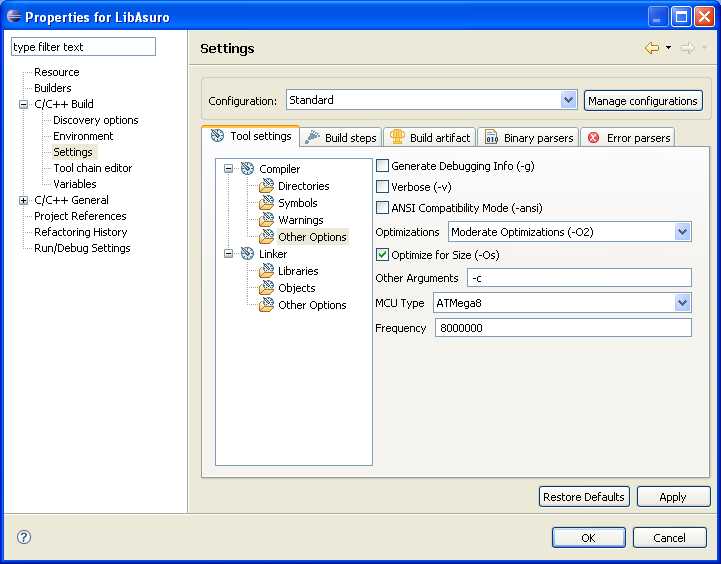 Properties for LibAsuro
type filter text
Resource
Builders
C/C++ Build
Discovery options
Environment
Settings
Tool chain editor
Variables
C/C++ General
Project References
Refactoring History
Run/Debug Settings
Settings
Configuration: Standard Manage configurations
Tool settings Build steps Build artifact 010 Binary parsers Error parsers
Compiler
Directories
Symbols
Warnings
Other Options
Linker
Libraries
Objects
Other Options
Generate Debugging Info (-g)
Verbose (-v)
ANSI Compatibility Mode (-ansi)
Optimizations Moderate Optimizations (-O2)
Optimize for Size (-Os)
Other Arguments -c
MCU Type ATMega8
Frequency 8000000
Restore Defaults Apply
? OK Cancel